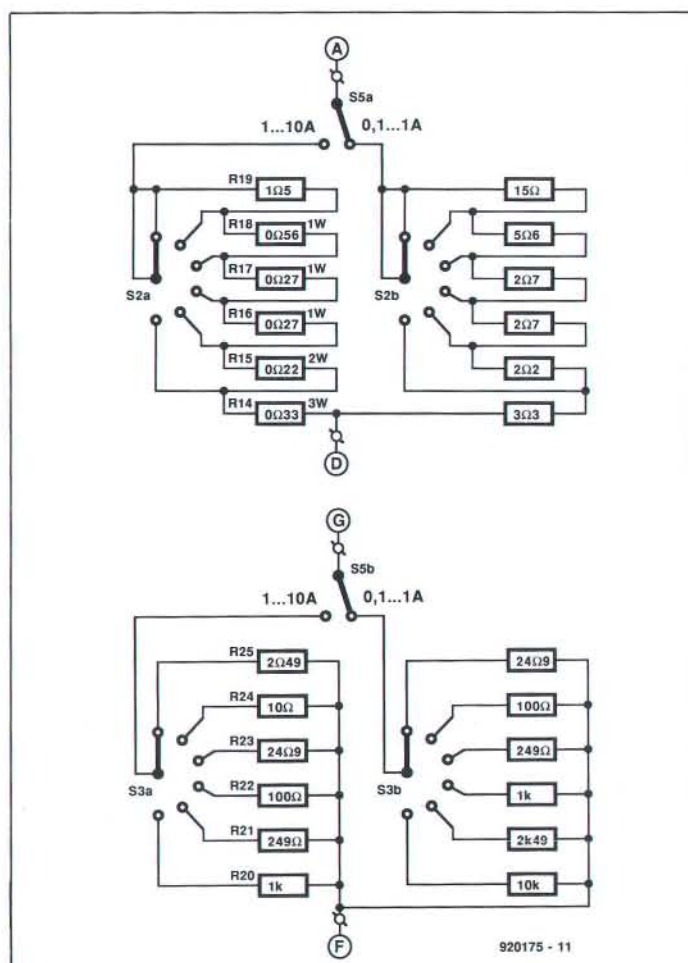 A
S5a
1...10A 0,1...1A
R19 1Ω5 15Ω
R18 0Ω56 1W 5Ω6
R17 0Ω27 1W 2Ω7
S2a S2b
R16 0Ω27 1W 2Ω7
R15 0Ω22 2W 2Ω2
R14 0Ω33 3W 3Ω3
D
G
S5b
1...10A 0,1...1A
R25 2Ω49 24Ω9
R24 10Ω 100Ω
R23 24Ω9 249Ω
R22 100Ω 1k
S3a S3b
R21 249Ω 2k49
R20 1k 10k
F
920175 - 11